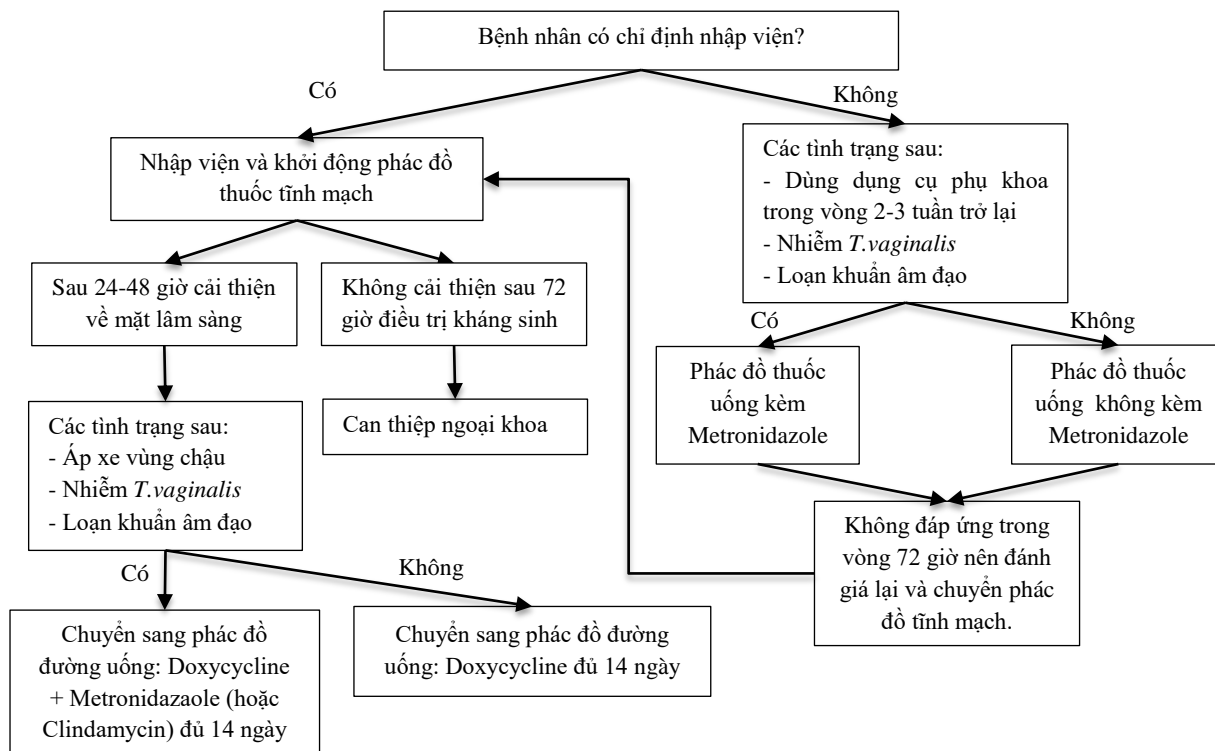 Bệnh nhân có chỉ định nhập viện?
Có
Không
Nhập viện và khởi động phác đồ
thuốc tĩnh mạch
Các tình trạng sau:
- Dùng dụng cụ phụ khoa
trong vòng 2-3 tuần trở lại
- Nhiễm T.vaginalis
- Loạn khuẩn âm đạo
Sau 24-48 giờ cải thiện
về mặt lâm sàng
Không cải thiện sau 72
giờ điều trị kháng sinh
Có
Không
Phác đồ thuốc
uống kèm
Metronidazole
Phác đồ thuốc
uống không kèm
Metronidazole
Các tình trạng sau:
- Áp xe vùng chậu
- Nhiễm T.vaginalis
- Loạn khuẩn âm đạo
Can thiệp ngoại khoa
Không đáp ứng trong
vòng 72 giờ nên đánh
giá lại và chuyển phác
đồ tĩnh mạch.
Có
Không
Chuyển sang phác đồ
đường uống: Doxycycline
+ Metronidazaole (hoặc
Clindamycin) đủ 14 ngày
Chuyển sang phác đồ đường
uống: Doxycycline đủ 14 ngày